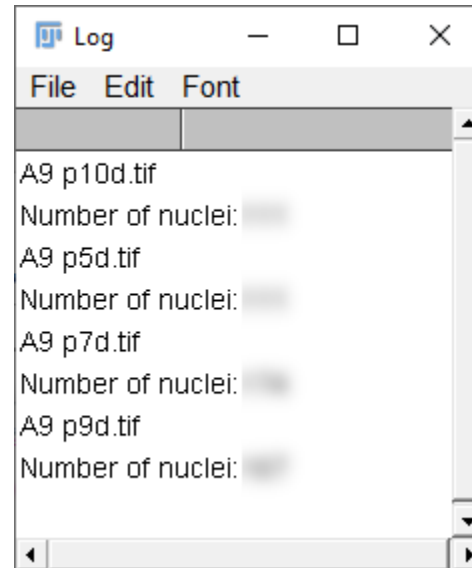 Log
File Edit Font
A9 p10d.tif
Number of nuclei:
A9 p5d.tif
Number of nuclei:
A9 p7d.tif
Number of nuclei:
A9 p9d.tif
Number of nuclei: